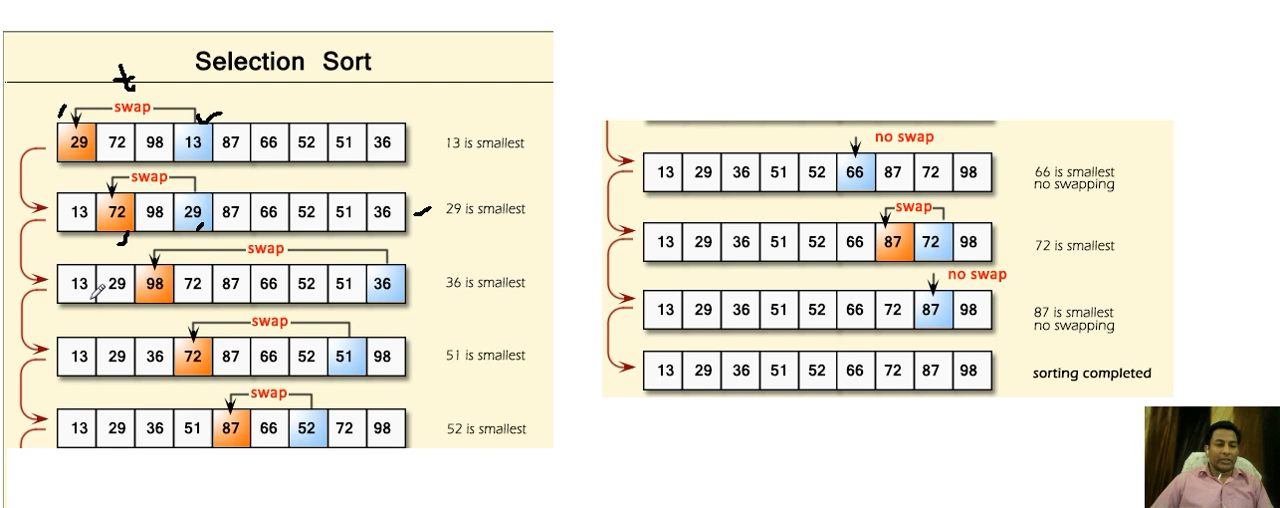 Selection Sort
swap
29 72 98 13 87 66 52 51 36 13 is smallest
swap
13 72 98 29 87 66 52 51 36 29 is smallest
swap
13 29 98 72 87 66 52 51 36 36 is smallest
swap
13 29 36 72 87 66 52 51 98 51 is smallest
swap
13 29 36 51 87 66 52 72 98 52 is smallest
no swap
13 29 36 51 52 66 87 72 98 66 is smallest
no swapping
swap
13 29 36 51 52 66 87 72 98 72 is smallest
no swap
13 29 36 51 52 66 72 87 98 87 is smallest
no swapping
13 29 36 51 52 66 72 87 98 sorting completed